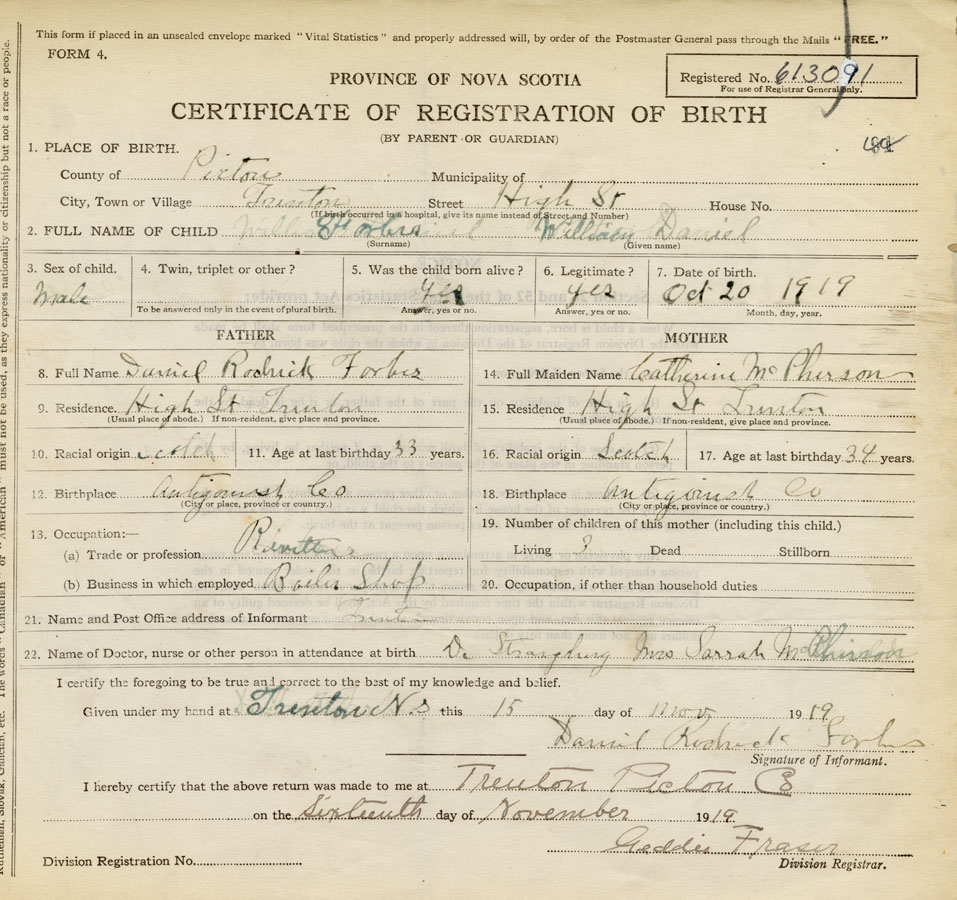 This form if placed in an unsealed envelope marked "Vital Statistics" and properly addressed will, by order of the Postmaster General pass through the Mails "FREE."
FORM 4.
PROVINCE OF NOVA SCOTIA
Registered No. 613091
For use of Registrar General only.
CERTIFICATE OF REGISTRATION OF BIRTH
(BY PARENT OR GUARDIAN)
1. PLACE OF BIRTH.
County of Picton Municipality of
City, Town or Village Trenton Street High St House No.
(If birth occurred in a hospital, give its name instead of Street and Number)
2. FULL NAME OF CHILD Forbes William Daniel
(Surname) (Given name)
3. Sex of child. 4. Twin, triplet or other? 5. Was the child born alive? 6. Legitimate? 7. Date of birth.
Male yes yes Oct 20 1919
To be answered only in the event of plural birth. Answer, yes or no. Answer, yes or no. Month, day, year.
FATHER MOTHER
8. Full Name Daniel Rodrick Forbes 14. Full Maiden Name Catherine McPherson
9. Residence High St Trenton 15. Residence High St Trenton
(Usual place of abode.) If non-resident, give place and province. (Usual place of abode.) If non-resident, give place and province.
10. Racial origin Scotch 11. Age at last birthday 33 years. 16. Racial origin Scotch 17. Age at last birthday 34 years.
12. Birthplace Antigonish Co 18. Birthplace Antigonish Co
(City or place, province or country.) (City or place, province or country.)
13. Occupation:— 19. Number of children of this mother (including this child.)
(a) Trade or profession Living 3 Dead Stillborn
(b) Business in which employed Boiler Shop 20. Occupation, if other than household duties
21. Name and Post Office address of Informant Trenton
22. Name of Doctor, nurse or other person in attendance at birth Dr Mrs Sarrah McPherson
I certify the foregoing to be true and correct to the best of my knowledge and belief.
Given under my hand at Trenton N.S this 15 day of Nov 1919
Daniel Rodrick Forbes
Signature of Informant.
I hereby certify that the above return was made to me at Trenton Picton Co
on the Sixteenth day of November 1919.
Fraser
Division Registration No. Division Registrar.